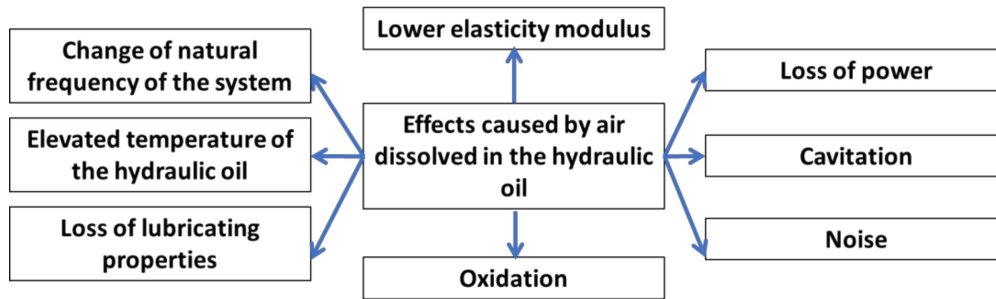 Lower elasticity modulus
Change of natural
frequency of the system
Loss of power
Elevated temperature of
the hydraulic oil
Effects caused by air
dissolved in the hydraulic
oil
Cavitation
Loss of lubricating
properties
Noise
Oxidation